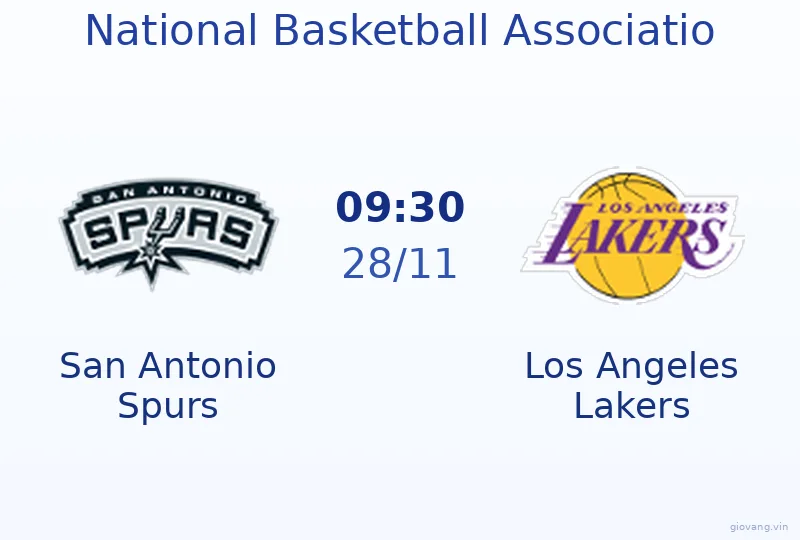 National Basketball Associatio
SAN ANTONIO
SPURS
09:30
28/11
LOS ANGELES
LAKERS
San Antonio
Spurs
Los Angeles
Lakers
giovang.vin